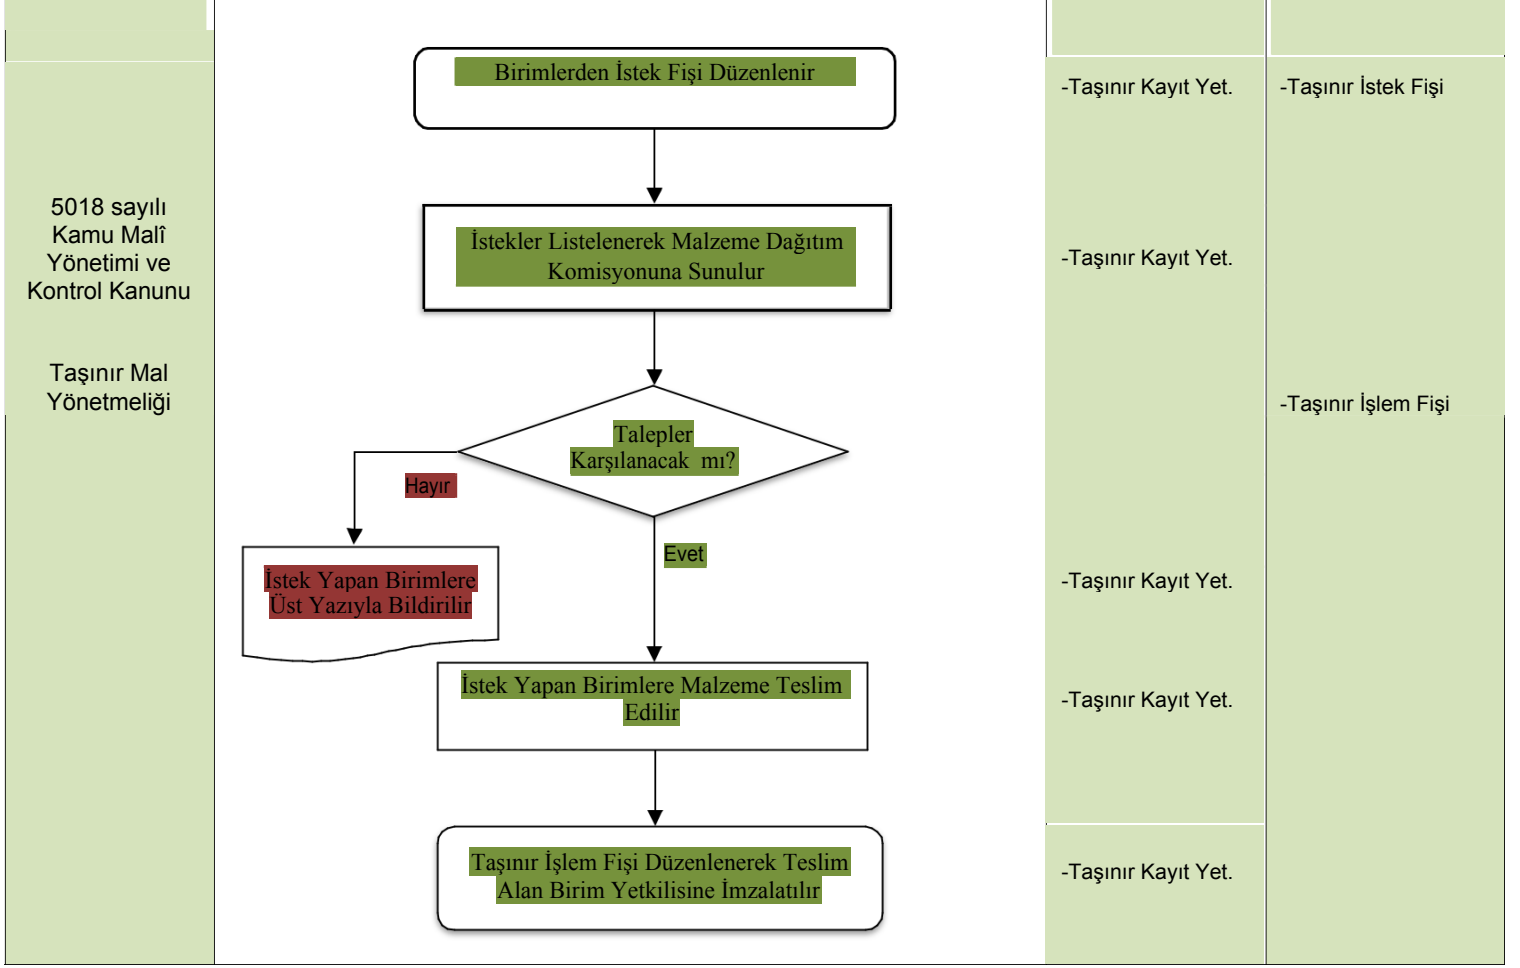 5018 sayılı
Kamu Malî
Yönetimi ve
Kontrol Kanunu
Taşınır Mal
Yönetmeliği
Birimlerden İstek Fişi Düzenlenir
İstekler Listelenerek Malzeme Dağıtım
Komisyonuna Sunulur
Talepler
Karşılanacak mı?
Hayır
Evet
İstek Yapan Birimlere
Üst Yazıyla Bildirilir
İstek Yapan Birimlere Malzeme Teslim
Edilir
Taşınır İşlem Fişi Düzenlenerek Teslim
Alan Birim Yetkilisine İmzalatılır
-Taşınır Kayıt Yet.
-Taşınır Kayıt Yet.
-Taşınır Kayıt Yet.
-Taşınır Kayıt Yet.
-Taşınır Kayıt Yet.
-Taşınır İstek Fişi
-Taşınır İşlem Fişi